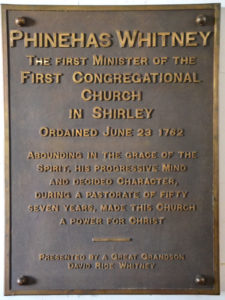 PHINEHAS WHITNEY
THE FIRST MINISTER OF THE
FIRST CONGREGATIONAL
CHURCH
IN SHIRLEY
ORDAINED JUNE 23 1762
ABOUNDING IN THE GRACE OF THE
SPIRIT, HIS PROGRESSIVE MIND
AND DECIDED CHARACTER,
DURING A PASTORATE OF FIFTY
SEVEN YEARS, MADE THIS CHURCH
A POWER FOR CHRIST
PRESENTED BY A GREAT GRANDSON
DAVID RICE WHITNEY